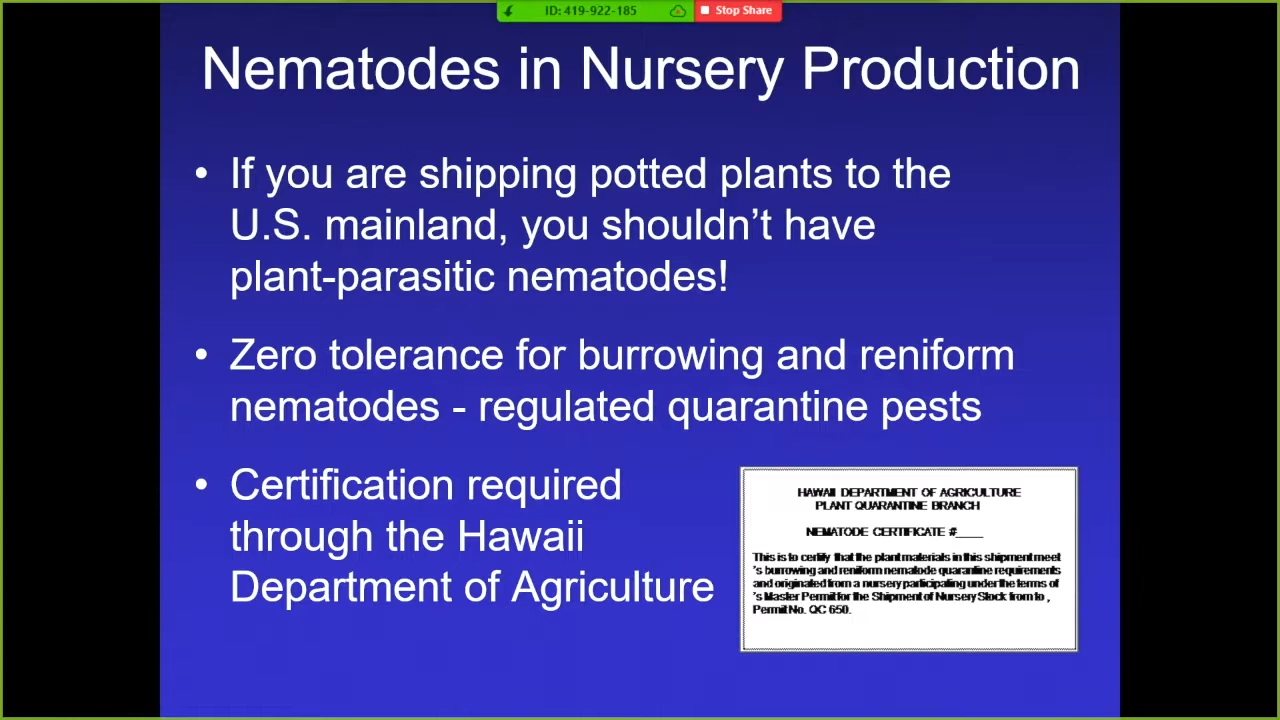 ID: 419-922-185
Stop Share
Nematodes in Nursery Production
• If you are shipping potted plants to the
U.S. mainland, you shouldn’t have
plant-parasitic nematodes!
• Zero tolerance for burrowing and reniform
nematodes - regulated quarantine pests
• Certification required
through the Hawaii
Department of Agriculture
HAWAII DEPARTMENT OF AGRICULTURE
PLANT QUARANTINE BRANCH
NEMATODE CERTIFICATE #____
This is to certify that the plant materials in this shipment meet
's burrowing and reniform nematode quarantine requirements
and originated from a nursery participating under the terms of
's Master Permit for the Shipment of Nursery Stock from to ,
Permit No. QC 650.